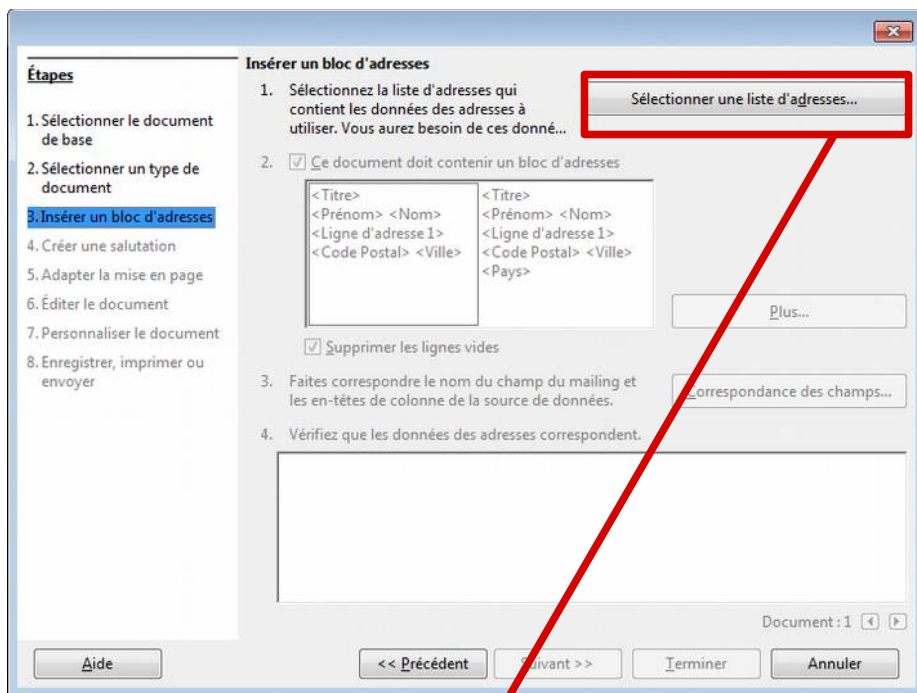 Étapes
1. Sélectionner le document
de base
2. Sélectionner un type de
document
3. Insérer un bloc d'adresses
4. Créer une salutation
5. Adapter la mise en page
6. Éditer le document
7. Personnaliser le document
8. Enregistrer, imprimer ou
envoyer
Insérer un bloc d'adresses
1. Sélectionnez la liste d'adresses qui
contient les données des adresses à
utiliser. Vous aurez besoin de ces donné...
Sélectionner une liste d'adresses...
2. Ce document doit contenir un bloc d'adresses
<Titre>
<Prénom> <Nom>
<Ligne d'adresse 1>
<Code Postal> <Ville>
<Titre>
<Prénom> <Nom>
<Ligne d'adresse 1>
<Code Postal> <Ville>
<Pays>
Plus...
Supprimer les lignes vides
3. Faites correspondre le nom du champ du mailing et
les en-têtes de colonne de la source de données.
Correspondance des champs...
4. Vérifiez que les données des adresses correspondent.
Document : 1
Aide
<< Précédent
Suivant >>
Terminer
Annuler